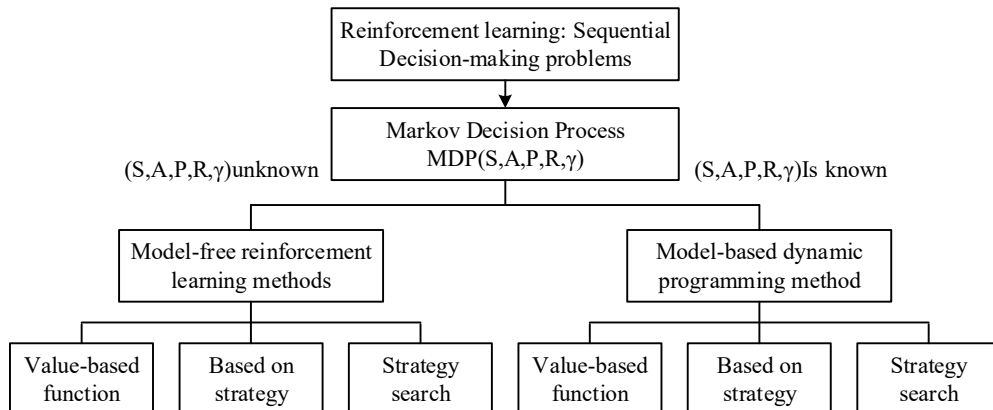 Reinforcement learning: Sequential
Decision-making problems
Markov Decision Process
MDP(S,A,P,R,γ)
(S,A,P,R,γ)unknown
(S,A,P,R,γ)Is known
Model-free reinforcement
learning methods
Model-based dynamic
programming method
Value-based
function
Based on
strategy
Strategy
search
Value-based
function
Based on
strategy
Strategy
search